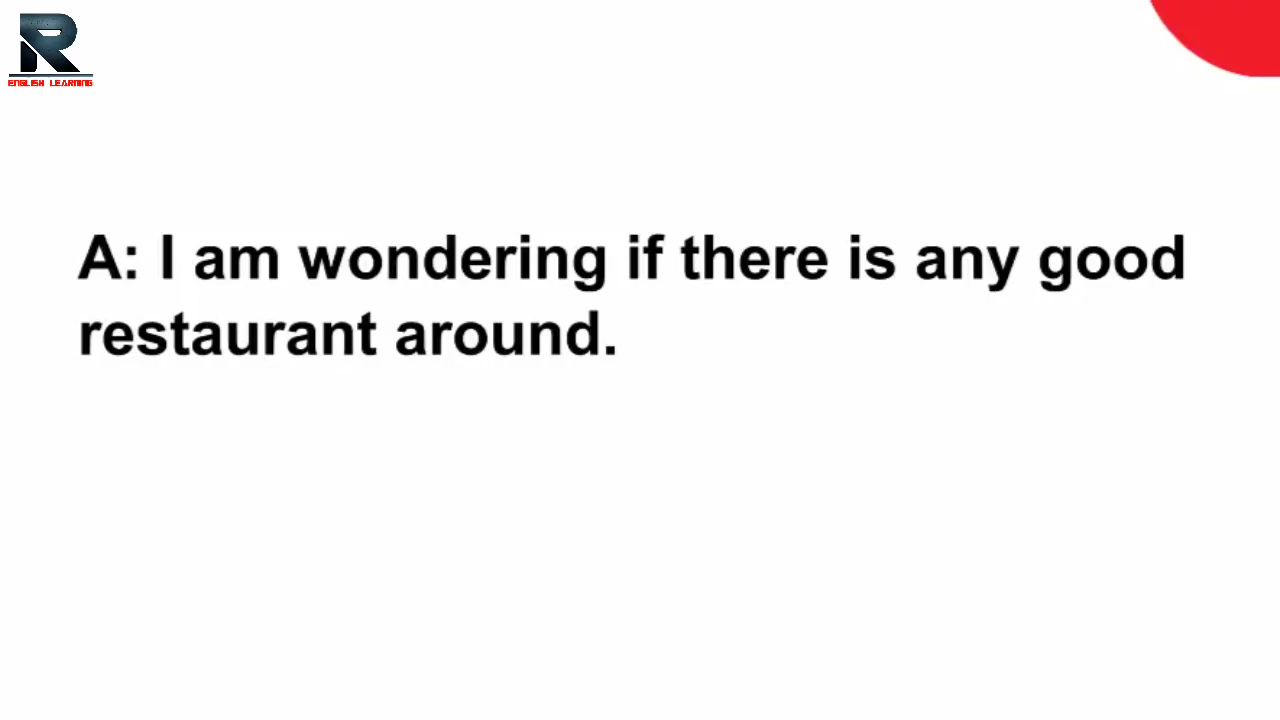 R
ENGLISH LEARNING
A: I am wondering if there is any good
restaurant around.